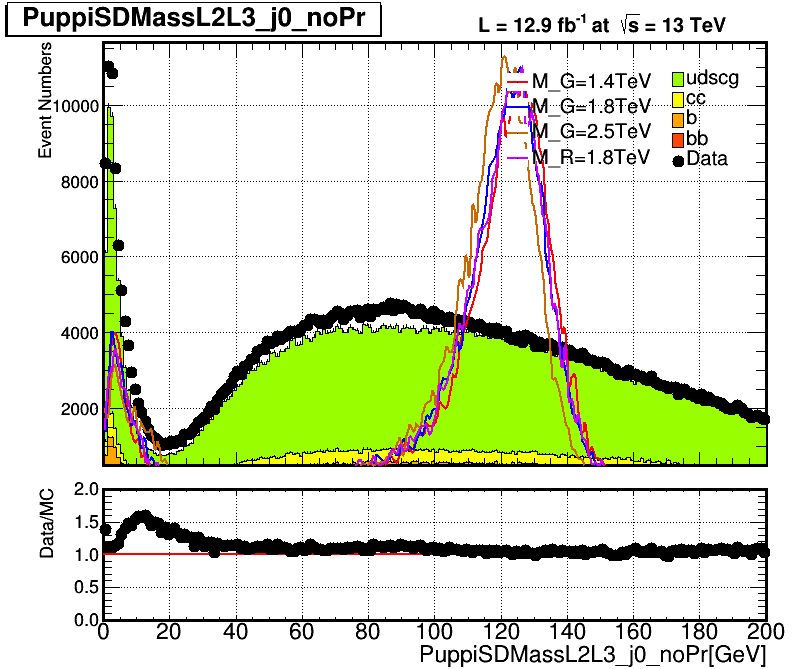 PuppiSDMassL2L3_j0_noPr
L = 12.9 fb-1 at √s = 13 TeV
Event Numbers
10000
8000
6000
4000
2000
M_G=1.4TeV
M_G=1.8TeV
M_G=2.5TeV
M_R=1.8TeV
udscg
cc
b
bb
Data
Data/MC
2.0
1.5
1.0
0.5
0.0
0 20 40 60 80 100 120 140 160 180 200
PuppiSDMassL2L3_j0_noPr[GeV]